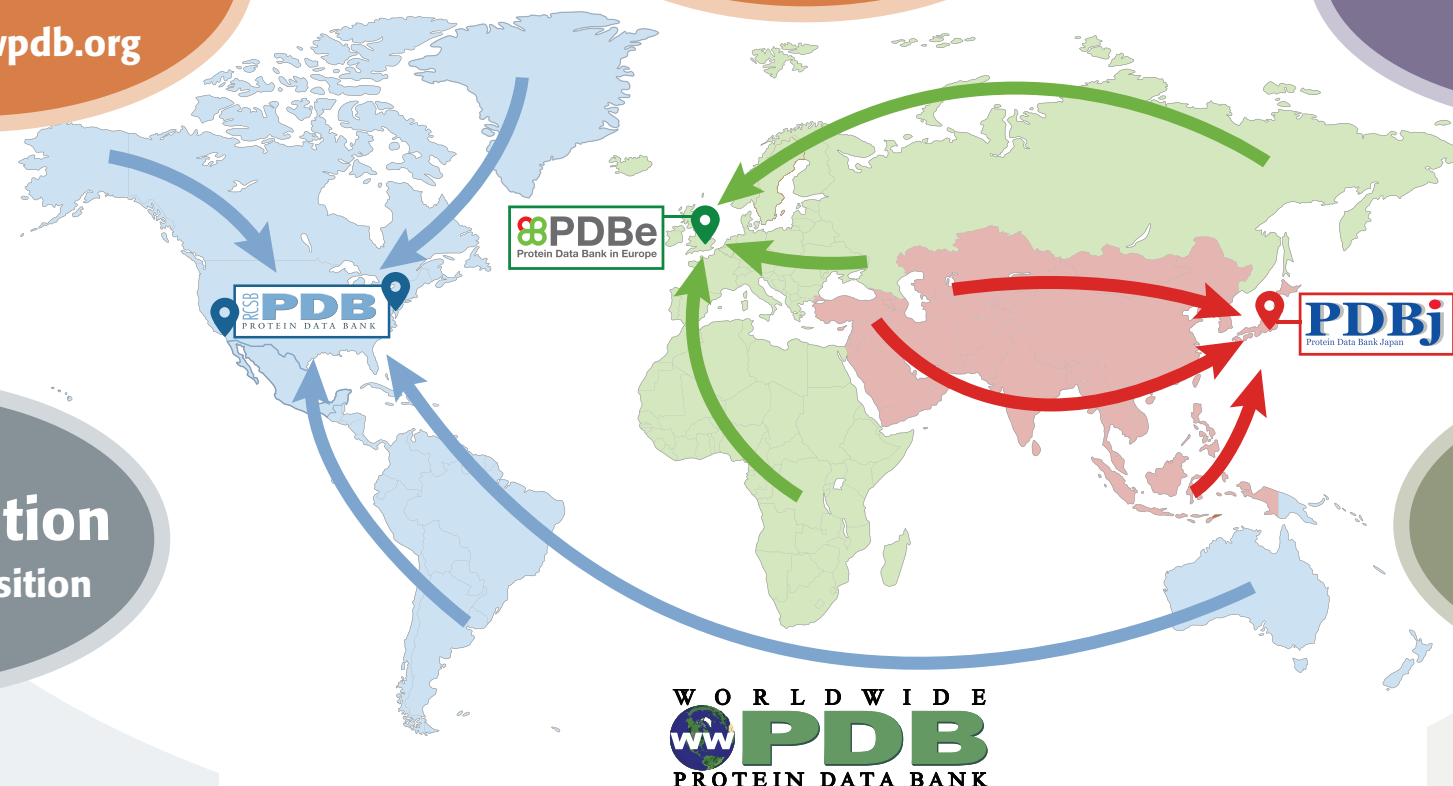 wpdb.org
PDBe
Protein Data Bank in Europe
RCSB
PDB
PROTEIN DATA BANK
PDBj
Protein Data Bank Japan
tion
sition
WORLDWIDE
ww
PDB
PROTEIN DATA BANK